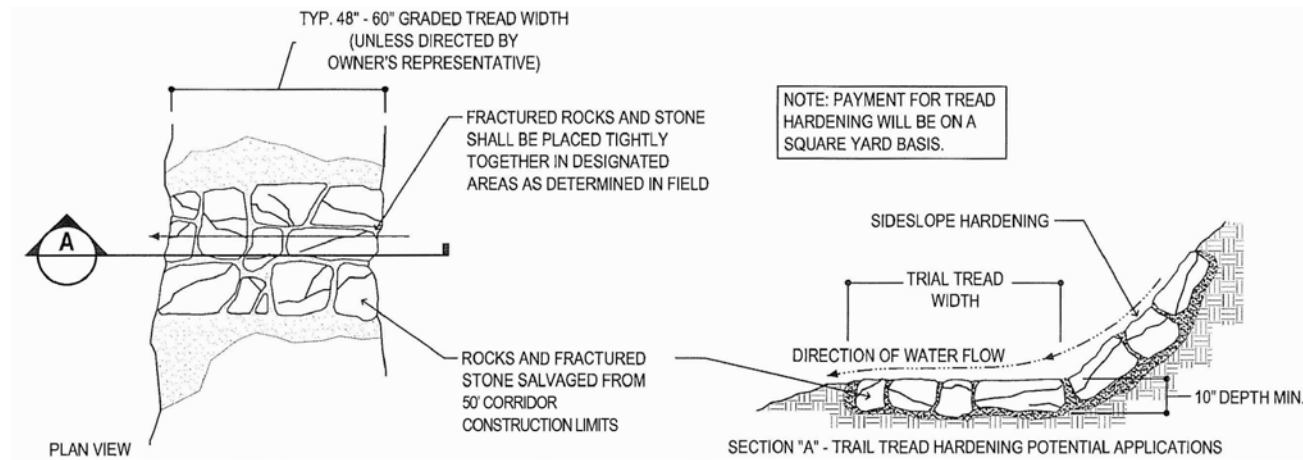 TYP. 48" - 60" GRADED TREAD WIDTH
(UNLESS DIRECTED BY
OWNER'S REPRESENTATIVE)
FRACTURED ROCKS AND STONE
SHALL BE PLACED TIGHTLY
TOGETHER IN DESIGNATED
AREAS AS DETERMINED IN FIELD
NOTE: PAYMENT FOR TREAD
HARDENING WILL BE ON A
SQUARE YARD BASIS.
A
SIDESLOPE HARDENING
TRIAL TREAD
WIDTH
DIRECTION OF WATER FLOW
ROCKS AND FRACTURED
STONE SALVAGED FROM
50' CORRIDOR
CONSTRUCTION LIMITS
10" DEPTH MIN.
PLAN VIEW
SECTION "A" - TRAIL TREAD HARDENING POTENTIAL APPLICATIONS